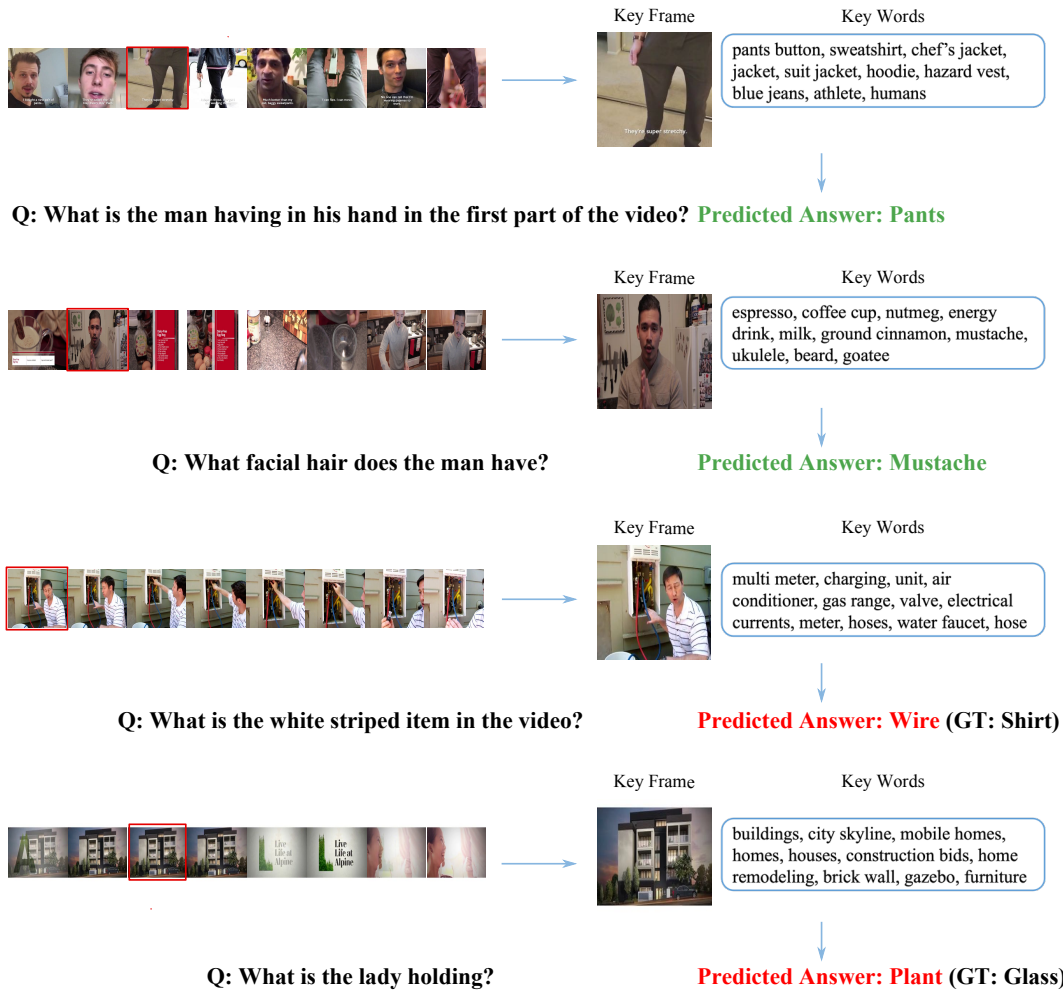 Key Frame
Key Words
pants button, sweatshirt, chef's jacket,
jacket, suit jacket, hoodie, hazard vest,
blue jeans, athlete, humans
They're super stretchy.
Q: What is the man having in his hand in the first part of the video? Predicted Answer: Pants
Key Frame
Key Words
espresso, coffee cup, nutmeg, energy
drink, milk, ground cinnamon, mustache,
ukulele, beard, goatee
Q: What facial hair does the man have?
Predicted Answer: Mustache
Key Frame
Key Words
multi meter, charging, unit, air
conditioner, gas range, valve, electrical
currents, meter, hoses, water faucet, hose
Q: What is the white striped item in the video?
Predicted Answer: Wire (GT: Shirt)
Key Frame
Key Words
Live
Life at
Alpine
Live
Life at
Alpine
buildings, city skyline, mobile homes,
homes, houses, construction bids, home
remodeling, brick wall, gazebo, furniture
Q: What is the lady holding?
Predicted Answer: Plant (GT: Glass)